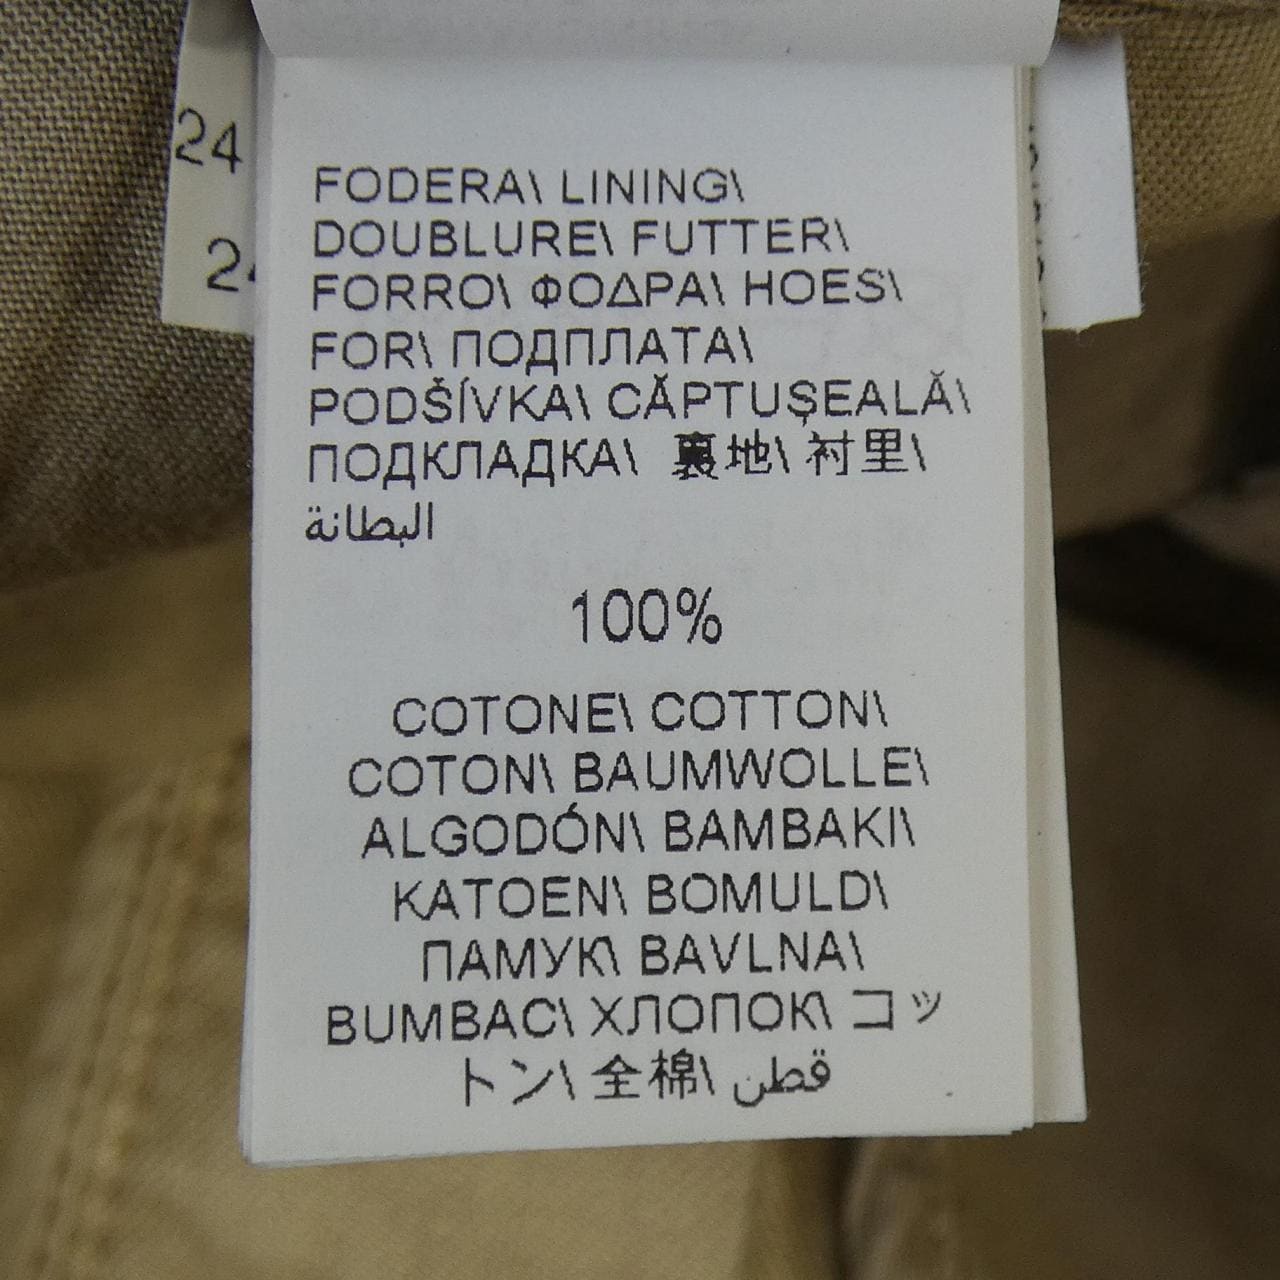 24
24
FODERA\ LINING\
DOUBLURE\ FUTTER\
FORRO\ ΦΟΔΡΑ\ HOES\
FOR\ ПОДПЛАТА\
PODŠÍVKA\ CĂPTUȘEALĂ\
ПОДКЛАДКА\ 裏地\ 衬里\
البطانة
100%
COTONE\ COTTON\
COTON\ BAUMWOLLE\
ALGODÓN\ BAMBAKI\
KATOEN\ BOMULD\
ПАМУК\ BAVLNA\
BUMBAC\ ХЛОПОК\ コッ
トン\ 全棉\ قطن